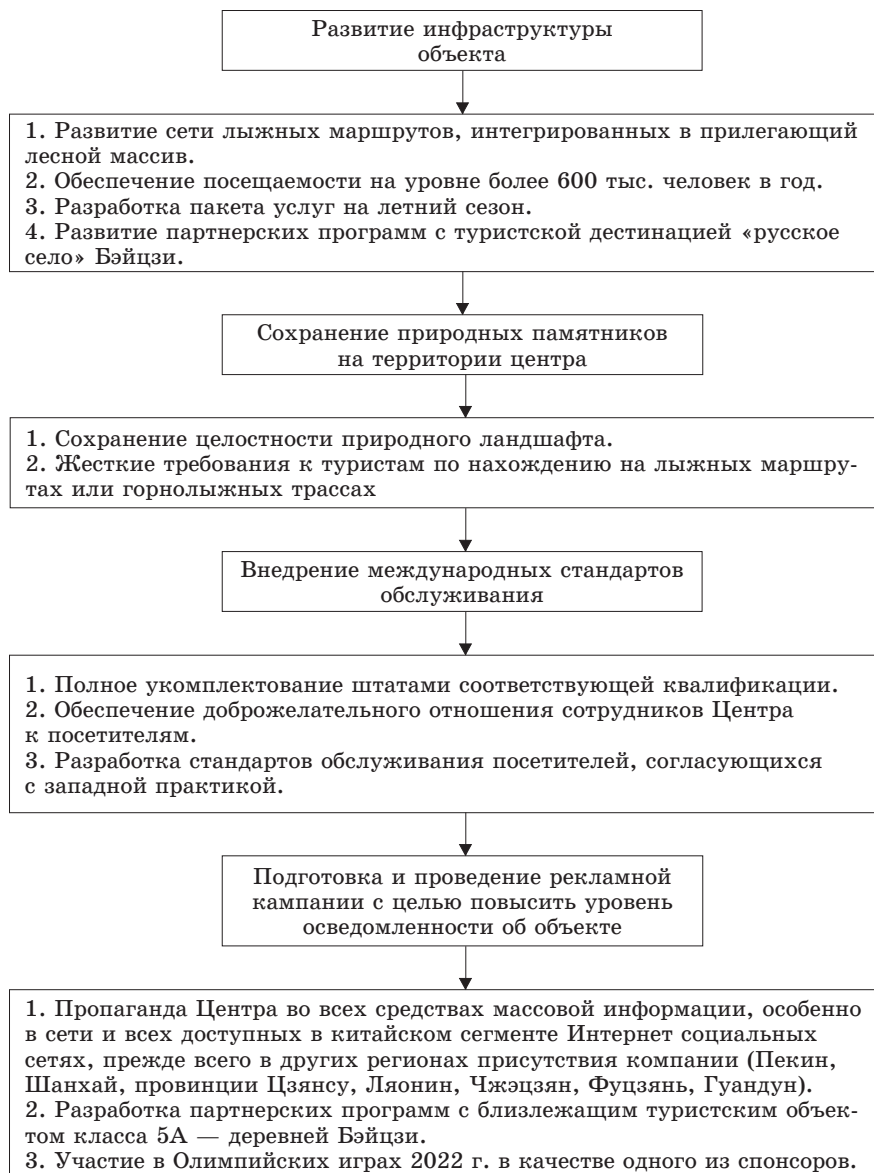 Развитие инфраструктуры
объекта
1. Развитие сети лыжных маршрутов, интегрированных в прилегающий
лесной массив.
2. Обеспечение посещаемости на уровне более 600 тыс. человек в год.
3. Разработка пакета услуг на летний сезон.
4. Развитие партнерских программ с туристской дестинацией «русское
село» Бэйцзи.
Сохранение природных памятников
на территории центра
1. Сохранение целостности природного ландшафта.
2. Жесткие требования к туристам по нахождению на лыжных маршру-
тах или горнолыжных трассах
Внедрение международных стандартов
обслуживания
1. Полное укомплектование штатами соответствующей квалификации.
2. Обеспечение доброжелательного отношения сотрудников Центра
к посетителям.
3. Разработка стандартов обслуживания посетителей, согласующихся
с западной практикой.
Подготовка и проведение рекламной
кампании с целью повысить уровень
осведомленности об объекте
1. Пропаганда Центра во всех средствах массовой информации, особенно
в сети и всех доступных в китайском сегменте Интернет социальных
сетях, прежде всего в других регионах присутствия компании (Пекин,
Шанхай, провинции Цзянсу, Ляонин, Чжэцзян, Фуцзянь, Гуандун).
2. Разработка партнерских программ с близлежащим туристским объек-
том класса 5А — деревней Бэйцзи.
3. Участие в Олимпийских играх 2022 г. в качестве одного из спонсоров.